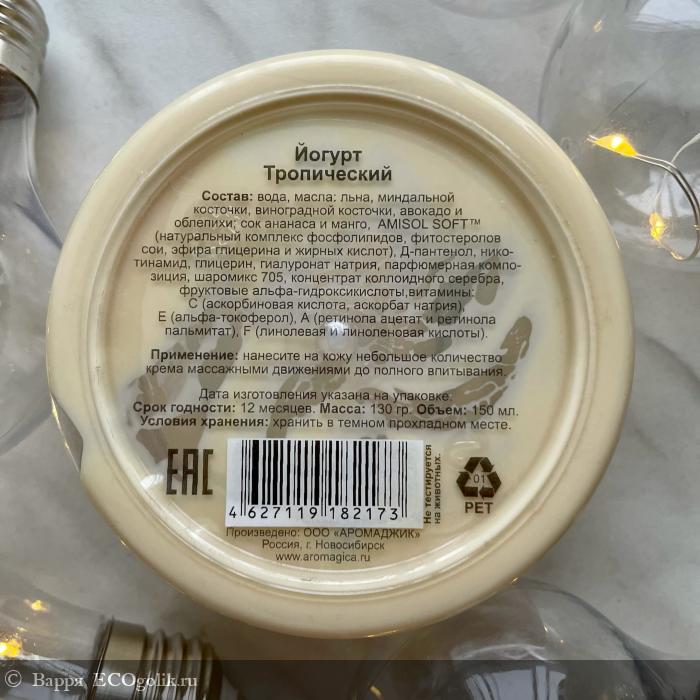 Йогурт
Тропический
Состав: вода, масла: льна, миндальной
косточки, виноградной косточки, авокадо и
облепихи; сок ананаса и манго, AMISOL SOFT™
(натуральный комплекс фосфолипидов, фитостеролов
сои, эфира глицерина и жирных кислот), Д-пантенол, нико-
тинамид, глицерин, гиалуронат натрия, парфюмерная компо-
зиция, шаромикс 705, концентрат коллоидного серебра,
фруктовые альфа-гидроксикислоты,витамины:
С (аскорбиновая кислота, аскорбат натрия),
Е (альфа-токоферол), А (ретинола ацетат и ретинола
пальмитат), F (линолевая и линоленовая кислоты).
Применение: нанесите на кожу небольшое количество
крема массажными движениями до полного впитывания.
Дата изготовления указана на упаковке.
Срок годности: 12 месяцев. Масса: 130 гр. Объем: 150 мл.
Условия хранения: хранить в темном прохладном месте.
ЕАС
4 627119 182173
Не тестируется
на животных.
01
PET
Произведено: ООО «АРОМАДЖИК»
Россия, г. Новосибирск
www.aromagica.ru
© Варря ECOgolik.ru